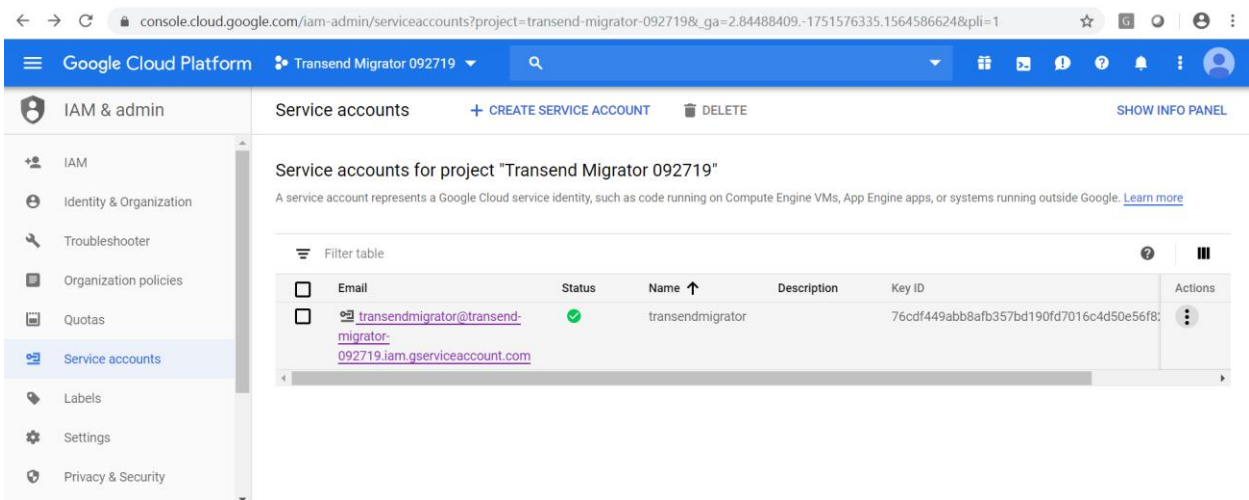 console.cloud.google.com/iam-admin/serviceaccounts?project=transend-migrator-092719&_ga=2.84488409.-1751576335.1564586624&pli=1
Google Cloud Platform Transend Migrator 092719
IAM & admin
Service accounts + CREATE SERVICE ACCOUNT DELETE SHOW INFO PANEL
IAM
Identity & Organization
Troubleshooter
Organization policies
Quotas
Service accounts
Labels
Settings
Privacy & Security
Service accounts for project "Transend Migrator 092719"
A service account represents a Google Cloud service identity, such as code running on Compute Engine VMs, App Engine apps, or systems running outside Google. Learn more
Filter table
Email Status Name Description Key ID Actions
transendmigrator@transend-
migrator-
092719.iam.gserviceaccount.com
transendmigrator